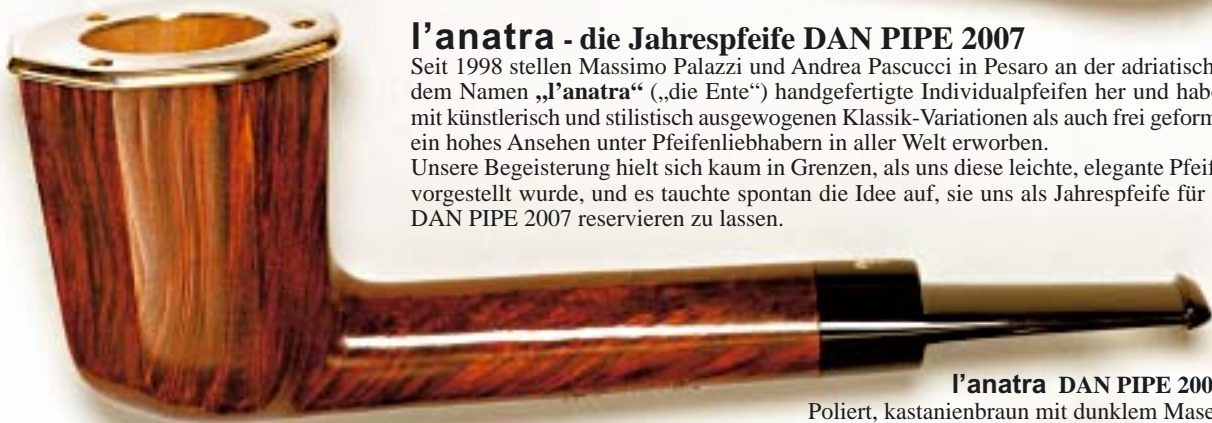 l’anatra - die Jahrespfeife DAN PIPE 2007
Seit 1998 stellen Massimo Palazzi und Andrea Pascucci in Pesaro an der adriatisch
dem Namen „l’anatra“ („die Ente“) handgefertigte Individualpfeifen her und hab
mit künstlerisch und stilistisch ausgewogenen Klassik-Variationen als auch frei geform
ein hohes Ansehen unter Pfeifenliebhabern in aller Welt erworben.
Unsere Begeisterung hielt sich kaum in Grenzen, als uns diese leichte, elegante Pfeif
vorgestellt wurde, und es tauchte spontan die Idee auf, sie uns als Jahrespfeife für
DAN PIPE 2007 reservieren zu lassen.
l’anatra DAN PIPE 200
Poliert, kastanienbraun mit dunklem Mase